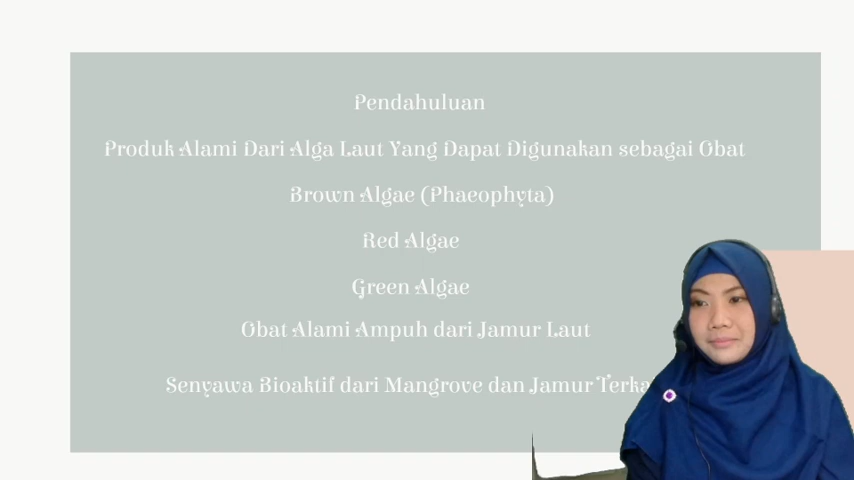 Pendahuluan
Produk Alami Dari Alga Laut Yang Dapat Digunakan sebagai Obat
Brown Algae (Phaeophyta)
Red Algae
Green Algae
Obat Alami Ampuh dari Jamur Laut
Senyawa Bioaktif dari Mangrove dan Jamur